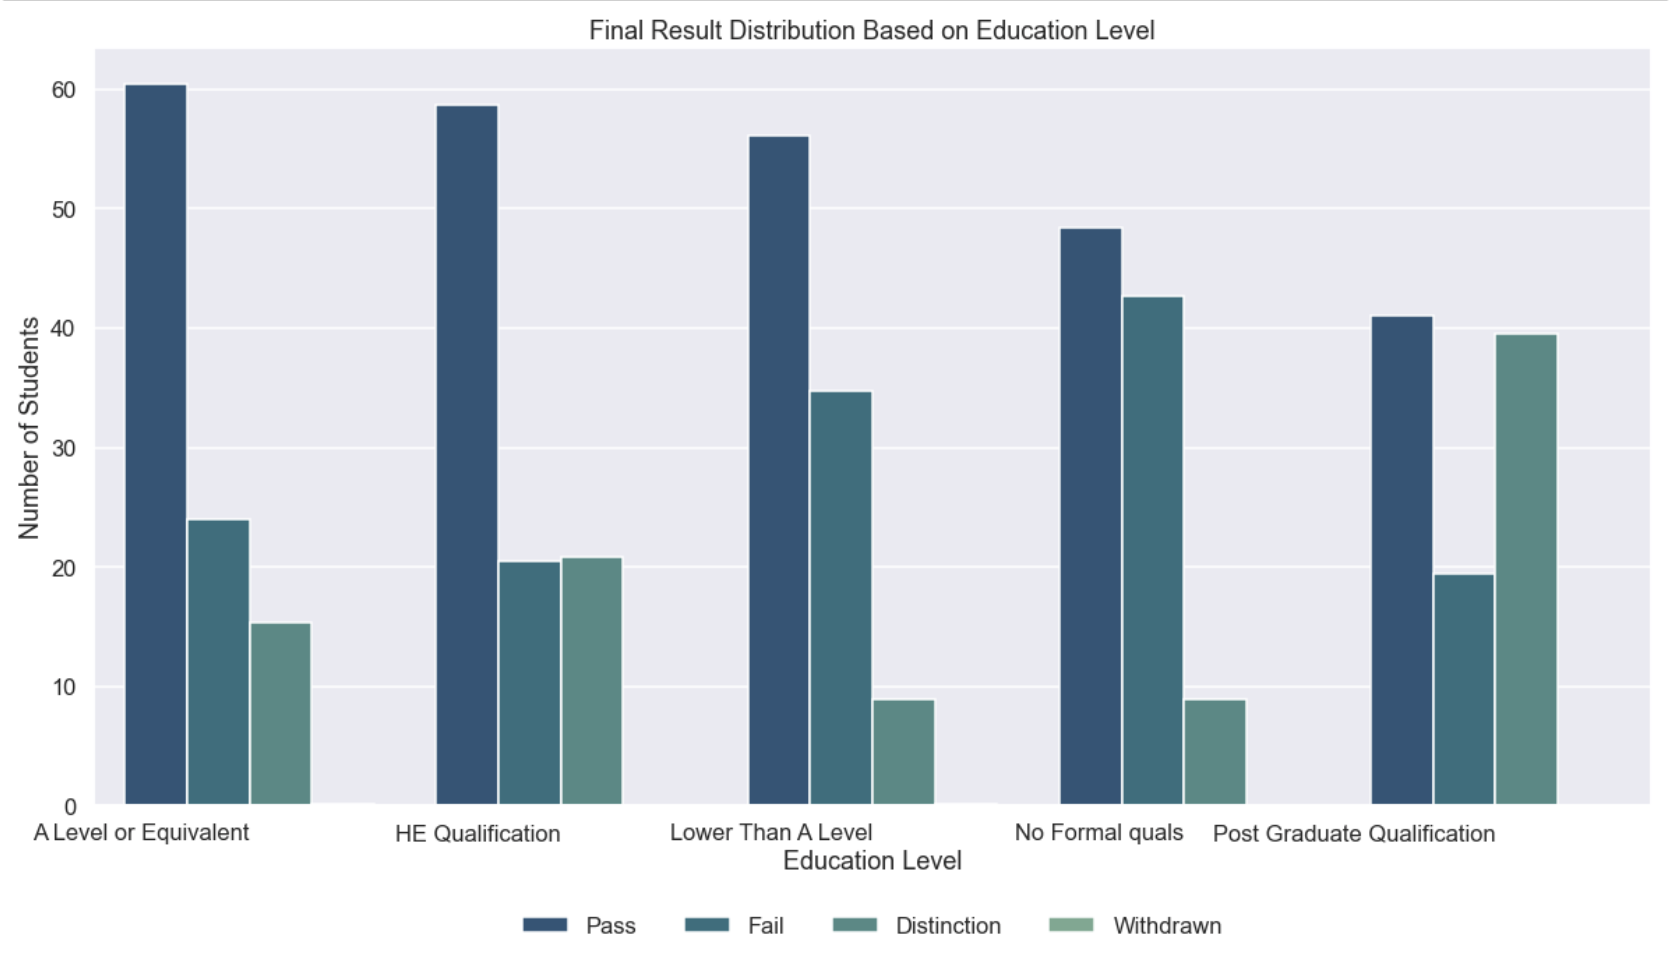 Final Result Distribution Based on Education Level
60
50
40
30
20
10
0
Number of Students
A Level or Equivalent HE Qualification Lower Than A Level No Formal quals Post Graduate Qualification
Education Level
Pass Fail Distinction Withdrawn